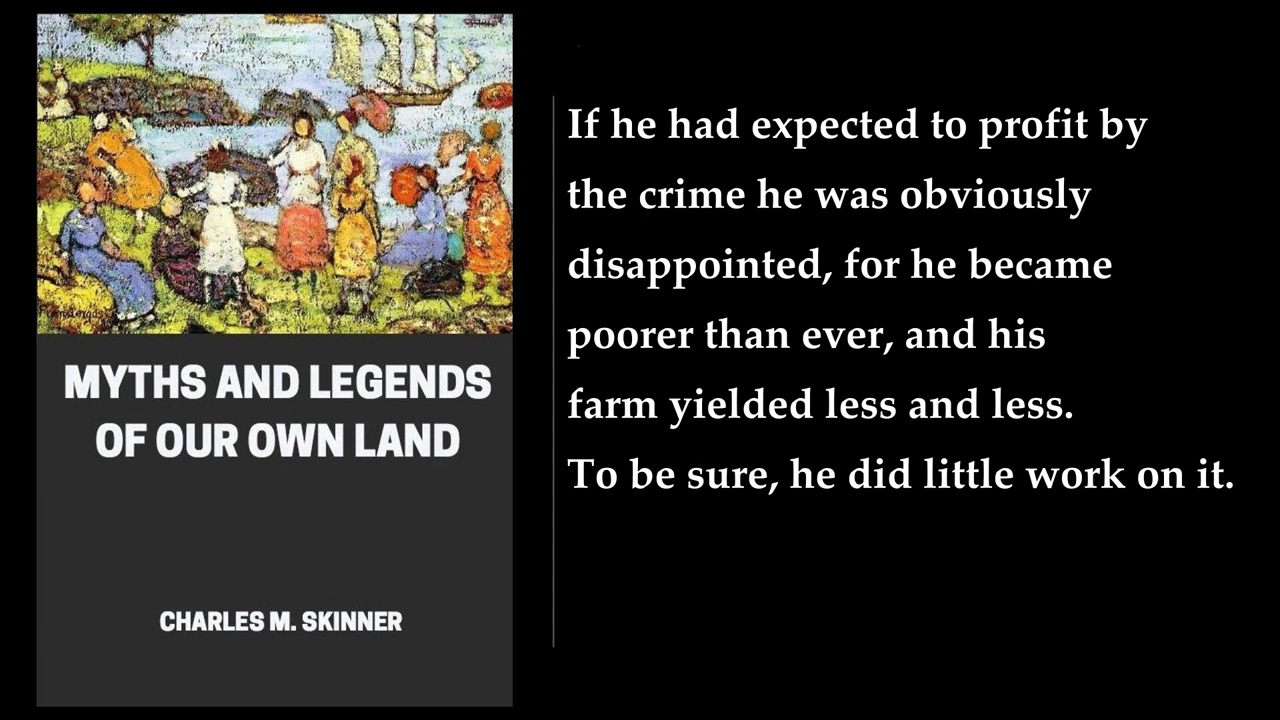 MYTHS AND LEGENDS
OF OUR OWN LAND
CHARLES M. SKINNER
If he had expected to profit by
the crime he was obviously
disappointed, for he became
poorer than ever, and his
farm yielded less and less.
To be sure, he did little work on it.